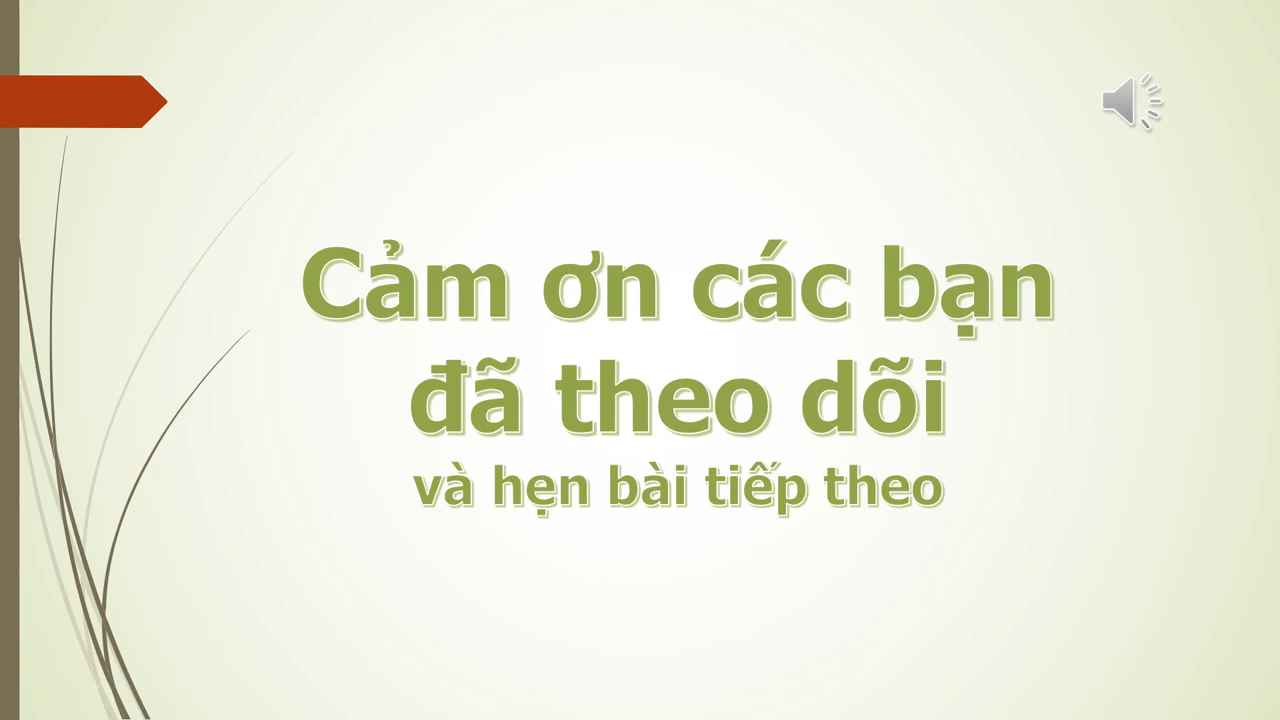 Cảm ơn các bạn
đã theo dõi
và hẹn bài tiếp theo